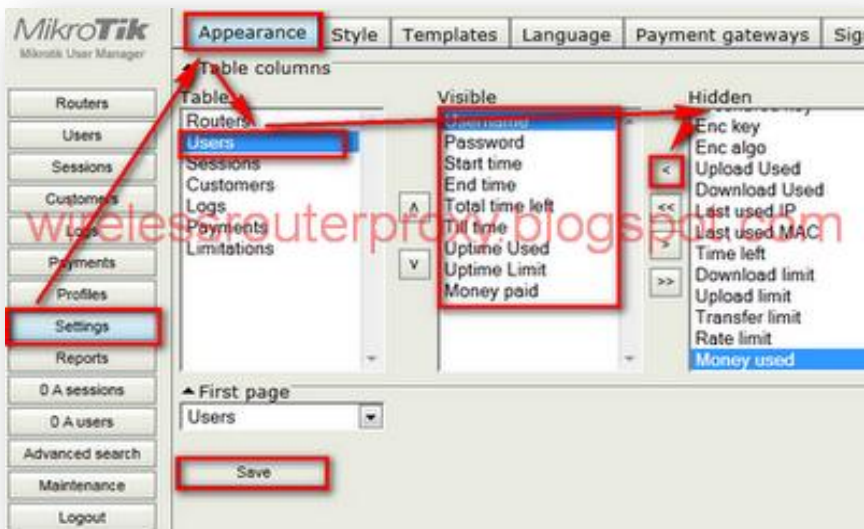 MikroTik
Mikrotik User Manager
Appearance
Style
Templates
Language
Payment gateways
Table columns
Table
Visible
Hidden
Routers
Users
Sessions
Customers
Logs
Payments
Profiles
Settings
Reports
0 A sessions
0 A users
Advanced search
Maintenance
Logout
Routers
Users
Sessions
Customers
Logs
Payments
Limitations
Λ
V
Username
Password
Start time
End time
Total time left
Till time
Uptime Used
Uptime Limit
Money paid
<
<<
>
>>
Enc key
Enc algo
Upload Used
Download Used
Last used IP
Last used MAC
Time left
Download limit
Upload limit
Transfer limit
Rate limit
Money used
First page
Users
Save
wirelessrouterproxy.blogspot.com